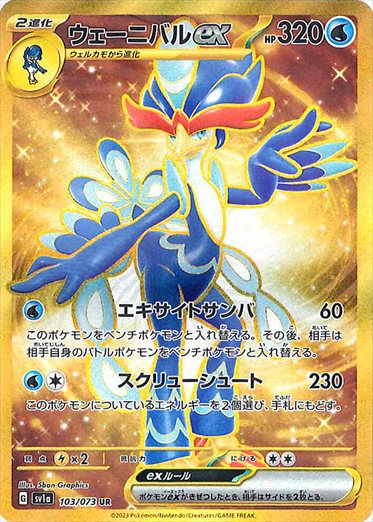 2進化
ウェーニバルex HP320
ウェルカモから進化
エキサイトサンバ 60
このポケモンをベンチポケモンと入れ替える。その後、相手は
相手自身のバトルポケモンをベンチポケモンと入れ替える。
スクリューシュート 230
このポケモンについているエネルギーを2個選び、手札にもどす。
弱点 ×2 抵抗力 にげる
exルール
ポケモンexがきぜつしたとき、相手はサイドを2枚とる。
Illus. 5ban Graphics
G sv1a 103/073 UR
©2023 Pokémon/Nintendo/Creatures/GAME FREAK.